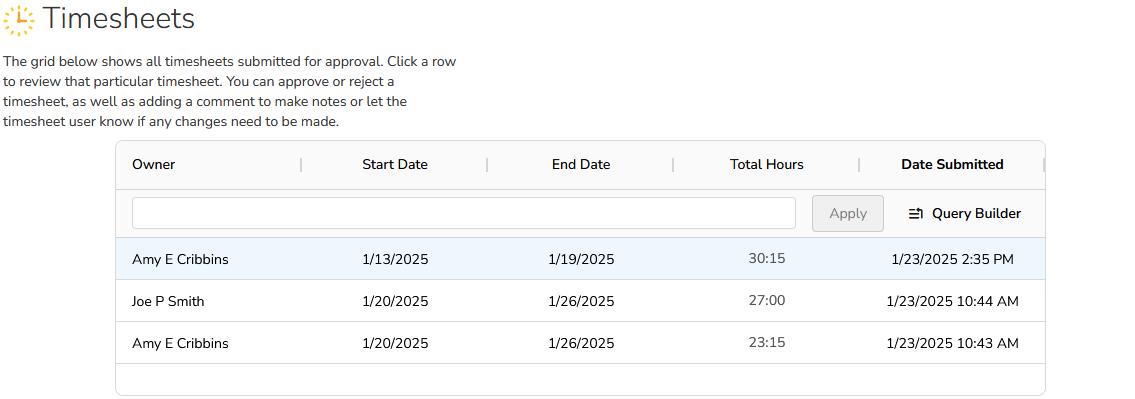 Timesheets
The grid below shows all timesheets submitted for approval. Click a row
to review that particular timesheet. You can approve or reject a
timesheet, as well as adding a comment to make notes or let the
timesheet user know if any changes need to be made.
Owner Start Date End Date Total Hours Date Submitted
Apply Query Builder
Amy E Cribbins 1/13/2025 1/19/2025 30:15 1/23/2025 2:35 PM
Joe P Smith 1/20/2025 1/26/2025 27:00 1/23/2025 10:44 AM
Amy E Cribbins 1/20/2025 1/26/2025 23:15 1/23/2025 10:43 AM